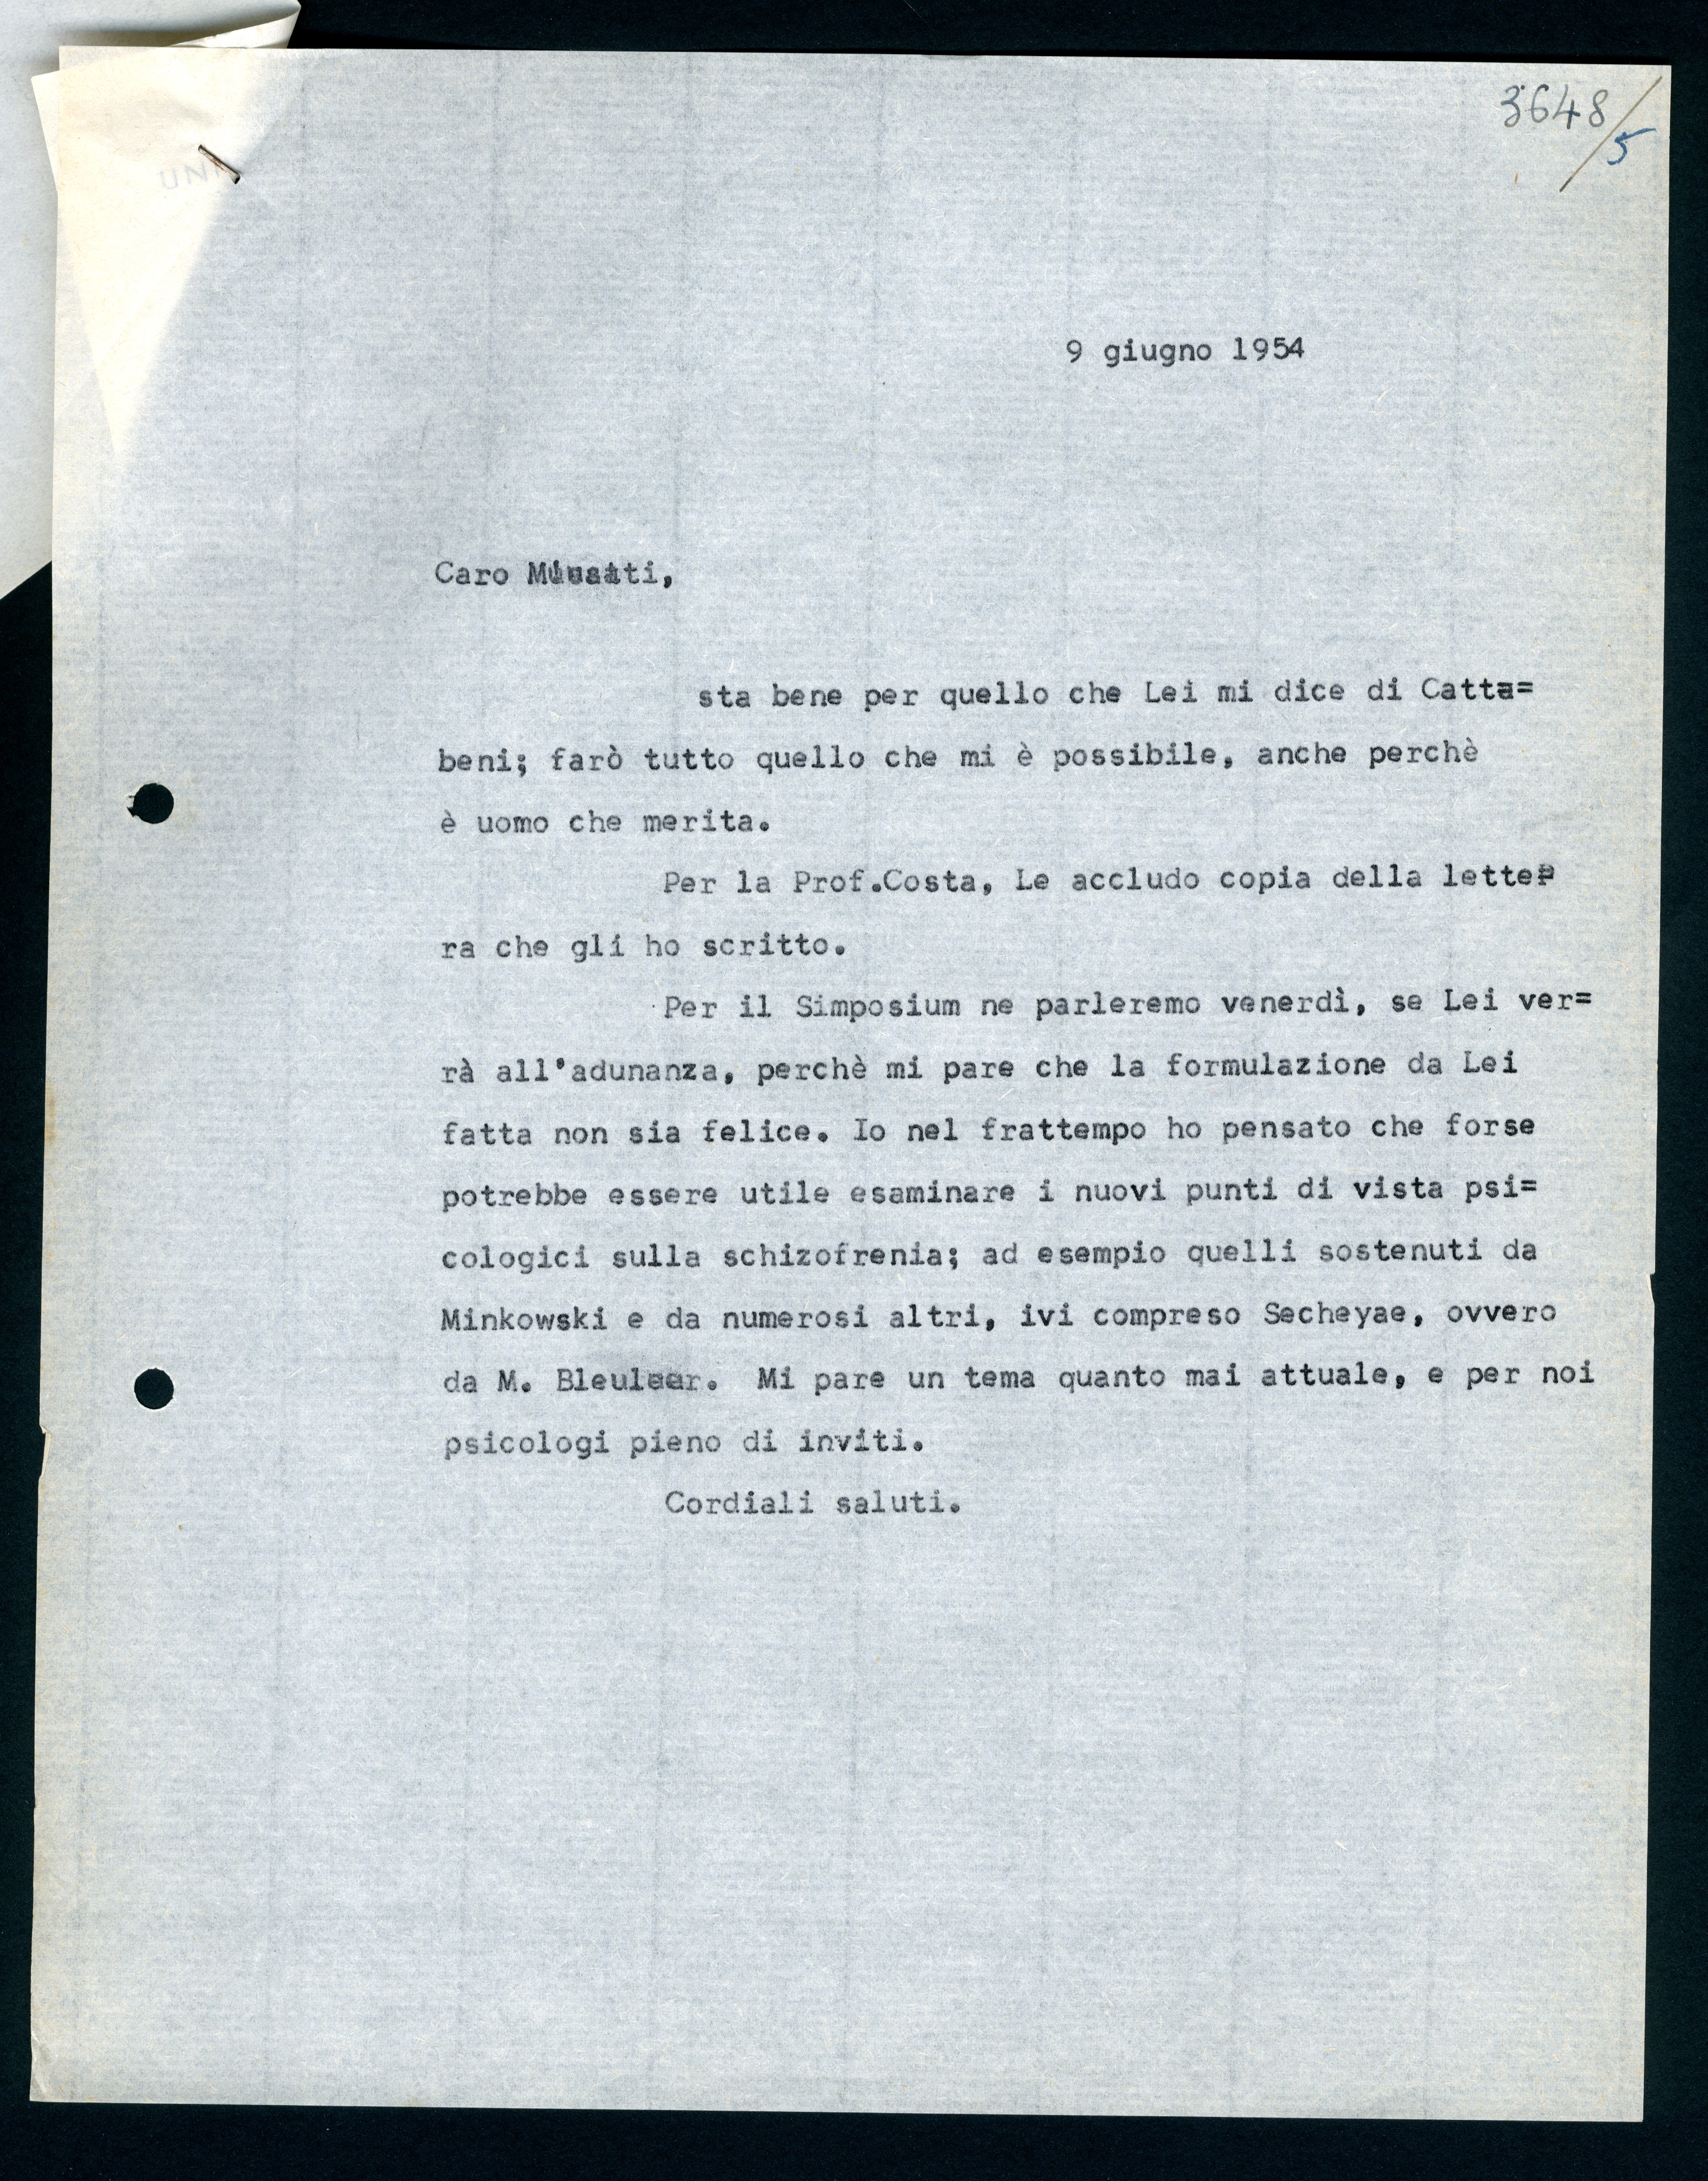 3648/5
9 giugno 1954
Caro Musatti,
sta bene per quello che Lei mi dice di Catta=
beni; farò tutto quello che mi è possibile, anche perchè
è uomo che merita.
Per la Prof.Costa, Le accludo copia della lette=
ra che gli ho scritto.
Per il Simposium ne parleremo venerdì, se Lei ver=
rà all'adunanza, perchè mi pare che la formulazione da Lei
fatta non sia felice. Io nel frattempo ho pensato che forse
potrebbe essere utile esaminare i nuovi punti di vista psi=
cologici sulla schizofrenia; ad esempio quelli sostenuti da
Minkowski e da numerosi altri, ivi compreso Secheyae, ovvero
da M. Bleuler. Mi pare un tema quanto mai attuale, e per noi
psicologi pieno di inviti.
Cordiali saluti.